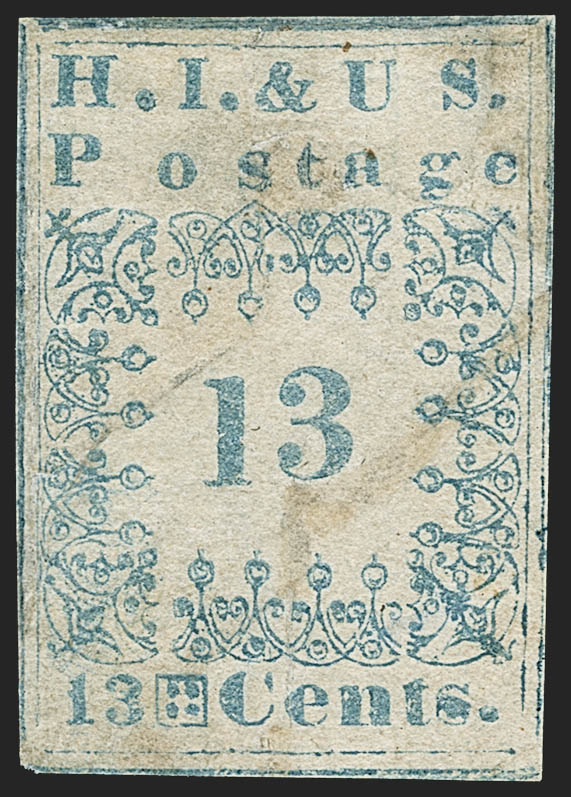 H. I. & U S.
Postage
13
13 Cents.